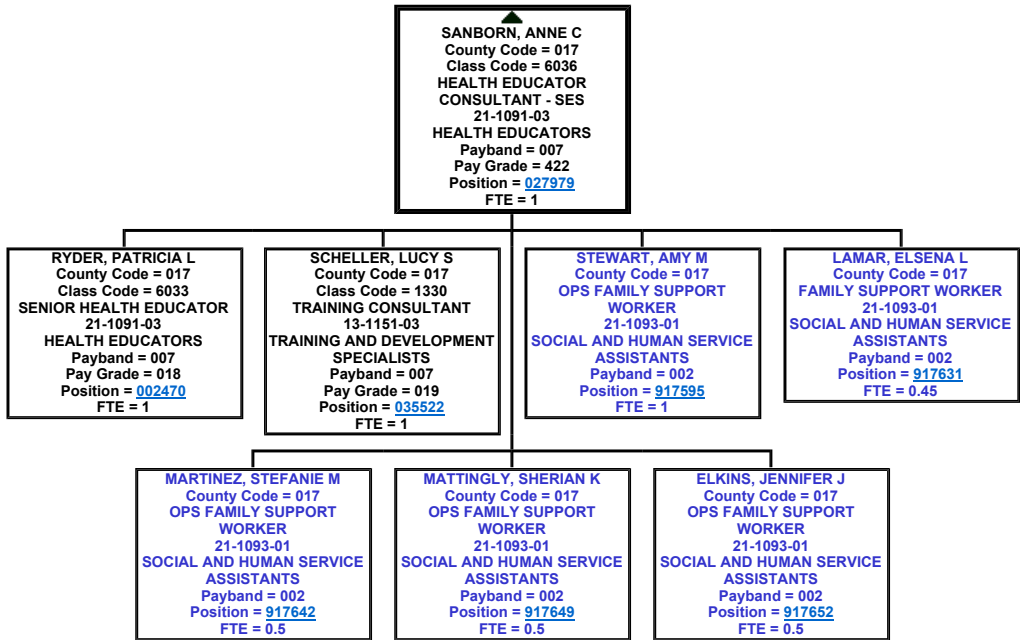 SANBORN, ANNE C
County Code = 017
Class Code = 6036
HEALTH EDUCATOR
CONSULTANT - SES
21-1091-03
HEALTH EDUCATORS
Payband = 007
Pay Grade = 422
Position = 027979
FTE = 1
RYDER, PATRICIA L
County Code = 017
Class Code = 6033
SENIOR HEALTH EDUCATOR
21-1091-03
HEALTH EDUCATORS
Payband = 007
Pay Grade = 018
Position = 002470
FTE = 1
SCHELLER, LUCY S
County Code = 017
Class Code = 1330
TRAINING CONSULTANT
13-1151-03
TRAINING AND DEVELOPMENT
SPECIALISTS
Payband = 007
Pay Grade = 019
Position = 035522
FTE = 1
STEWART, AMY M
County Code = 017
OPS FAMILY SUPPORT
WORKER
21-1093-01
SOCIAL AND HUMAN SERVICE
ASSISTANTS
Payband = 002
Position = 917595
FTE = 1
LAMAR, ELSENA L
County Code = 017
FAMILY SUPPORT WORKER
21-1093-01
SOCIAL AND HUMAN SERVICE
ASSISTANTS
Payband = 002
Position = 917631
FTE = 0.45
MARTINEZ, STEFANIE M
County Code = 017
OPS FAMILY SUPPORT
WORKER
21-1093-01
SOCIAL AND HUMAN SERVICE
ASSISTANTS
Payband = 002
Position = 917642
FTE = 0.5
MATTINGLY, SHERIAN K
County Code = 017
OPS FAMILY SUPPORT
WORKER
21-1093-01
SOCIAL AND HUMAN SERVICE
ASSISTANTS
Payband = 002
Position = 917649
FTE = 0.5
ELKINS, JENNIFER J
County Code = 017
OPS FAMILY SUPPORT
WORKER
21-1093-01
SOCIAL AND HUMAN SERVICE
ASSISTANTS
Payband = 002
Position = 917652
FTE = 0.5